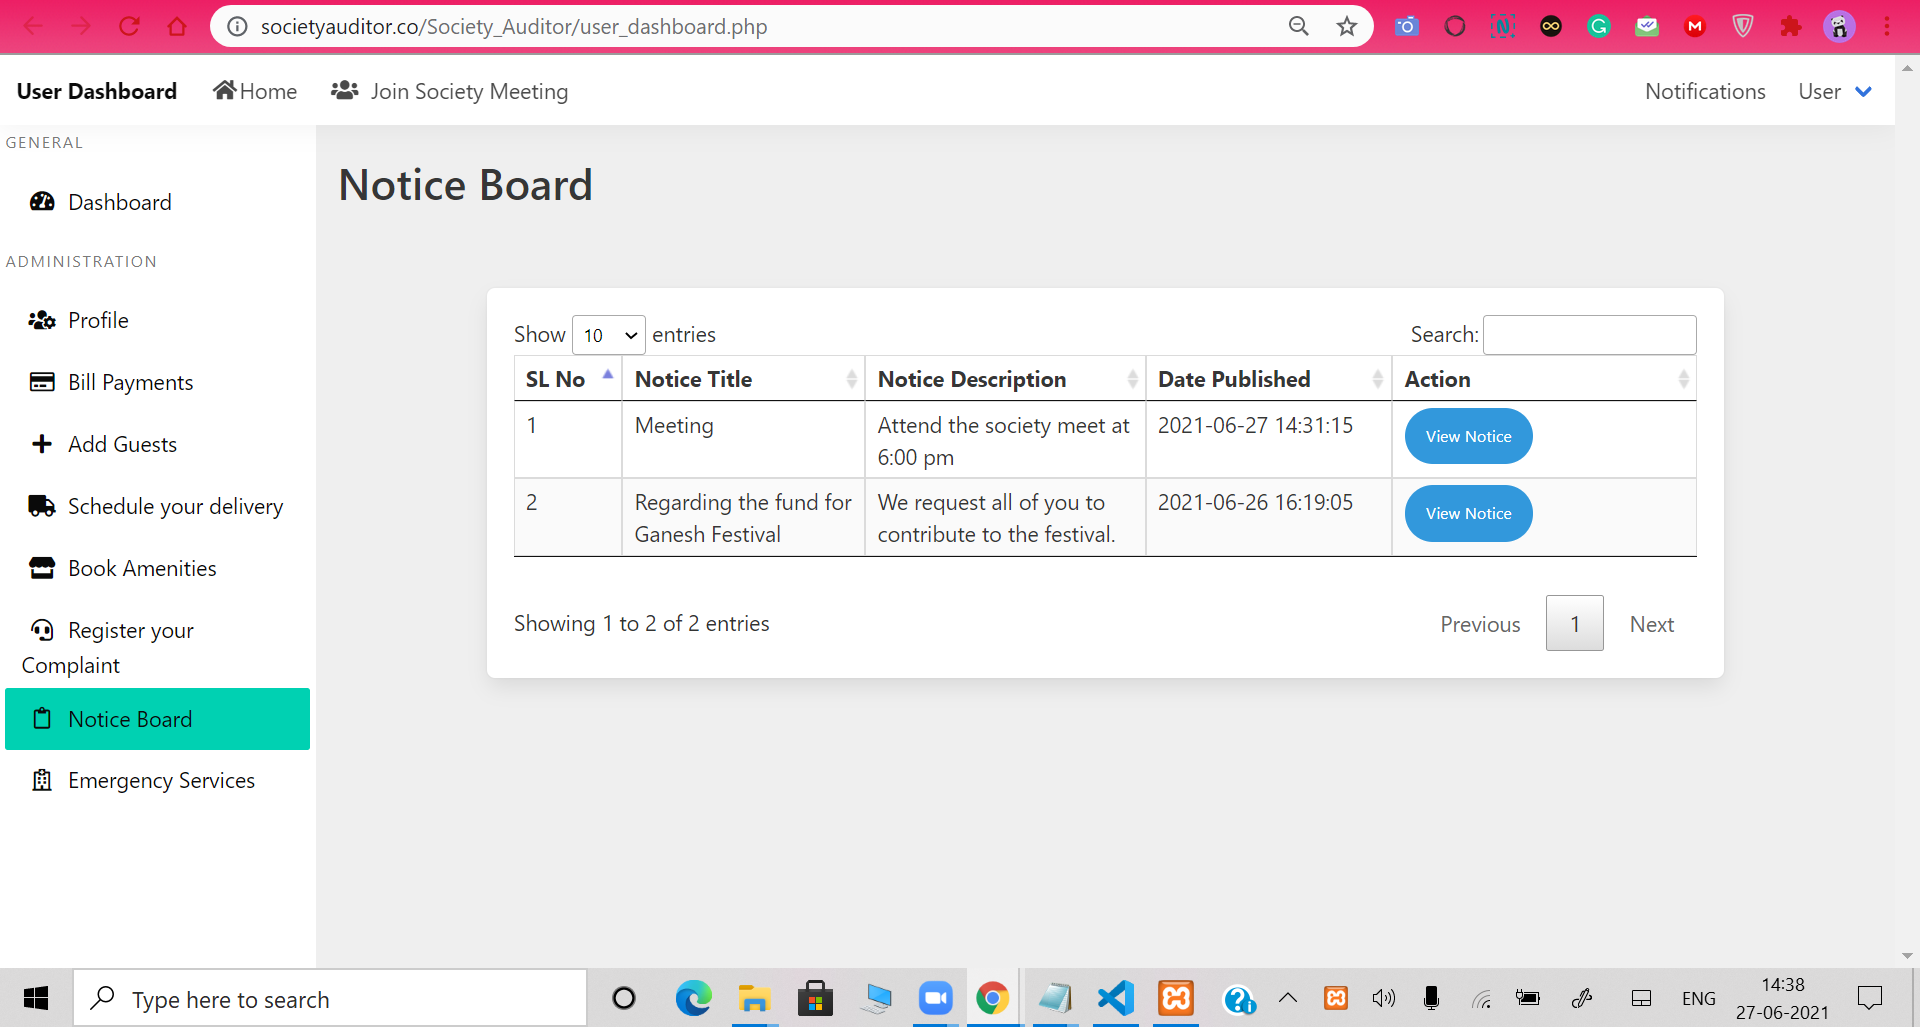 societyauditor.co/Society_Auditor/user_dashboard.php
User Dashboard Home Join Society Meeting Notifications User
GENERAL
Dashboard
ADMINISTRATION
Profile
Bill Payments
Add Guests
Schedule your delivery
Book Amenities
Register your
Complaint
Notice Board
Emergency Services
Notice Board
Show 10 entries Search:
SL No Notice Title Notice Description Date Published Action
1 Meeting Attend the society meet at 2021-06-27 14:31:15 View Notice
6:00 pm
2 Regarding the fund for We request all of you to 2021-06-26 16:19:05 View Notice
Ganesh Festival contribute to the festival.
Showing 1 to 2 of 2 entries Previous 1 Next
Type here to search ENG 14:38
27-06-2021